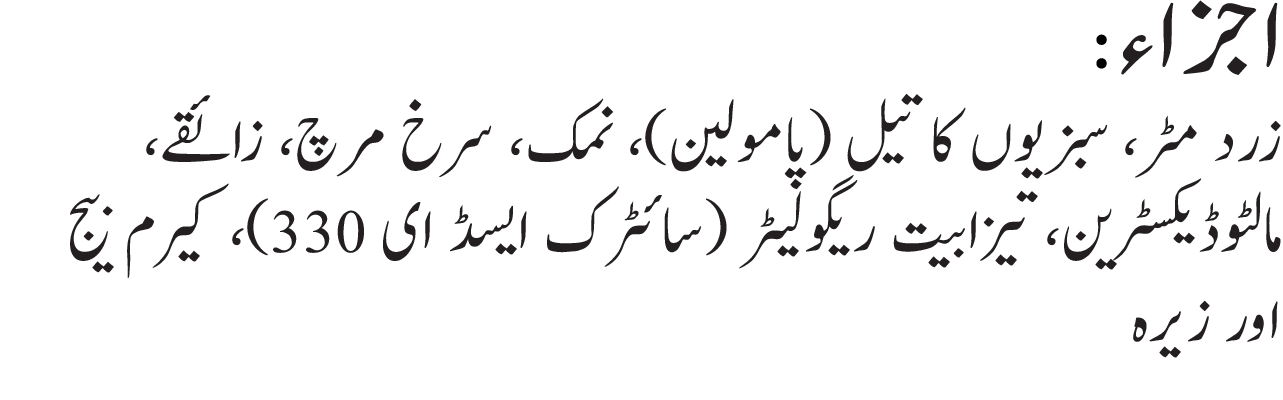 اجزاء:
زرد مٹر، سبزیوں کا تیل (پامولین)، نمک، سرخ مرچ، زائقے،
مالٹوڈیکسٹرین، تیزابیت ریگولیٹر (سائٹرک ایسڈ ای 330)، کیرم بیج
اور زیرہ